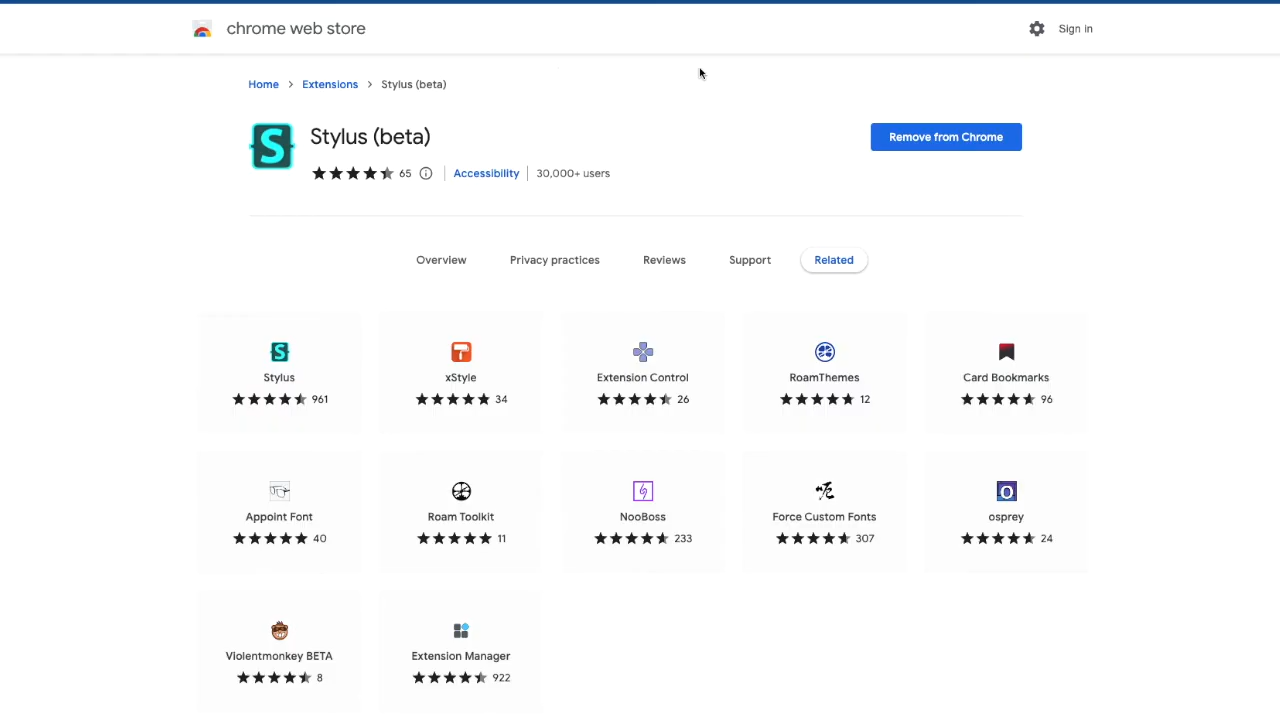 chrome web store
Sign in
Home
Extensions
Stylus (beta)
Stylus (beta)
Remove from Chrome
65
Accessibility
30,000+ users
Overview
Privacy practices
Reviews
Support
Related
Stylus
961
xStyle
34
Extension Control
26
RoamThemes
12
Card Bookmarks
96
Appoint Font
40
Roam Toolkit
11
NooBoss
233
Force Custom Fonts
307
osprey
24
Violentmonkey BETA
8
Extension Manager
922